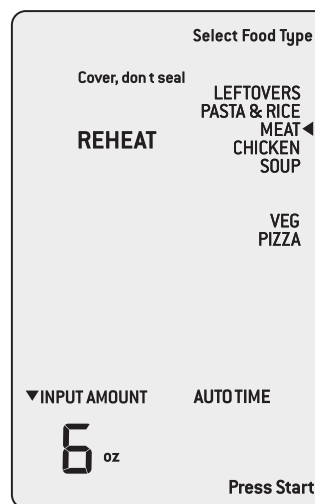 Select Food Type
Cover, don t seal
LEFTOVERS
PASTA & RICE
REHEAT
MEAT
CHICKEN
SOUP
VEG
PIZZA
INPUT AMOUNT AUTO TIME
6 oz
Press Start